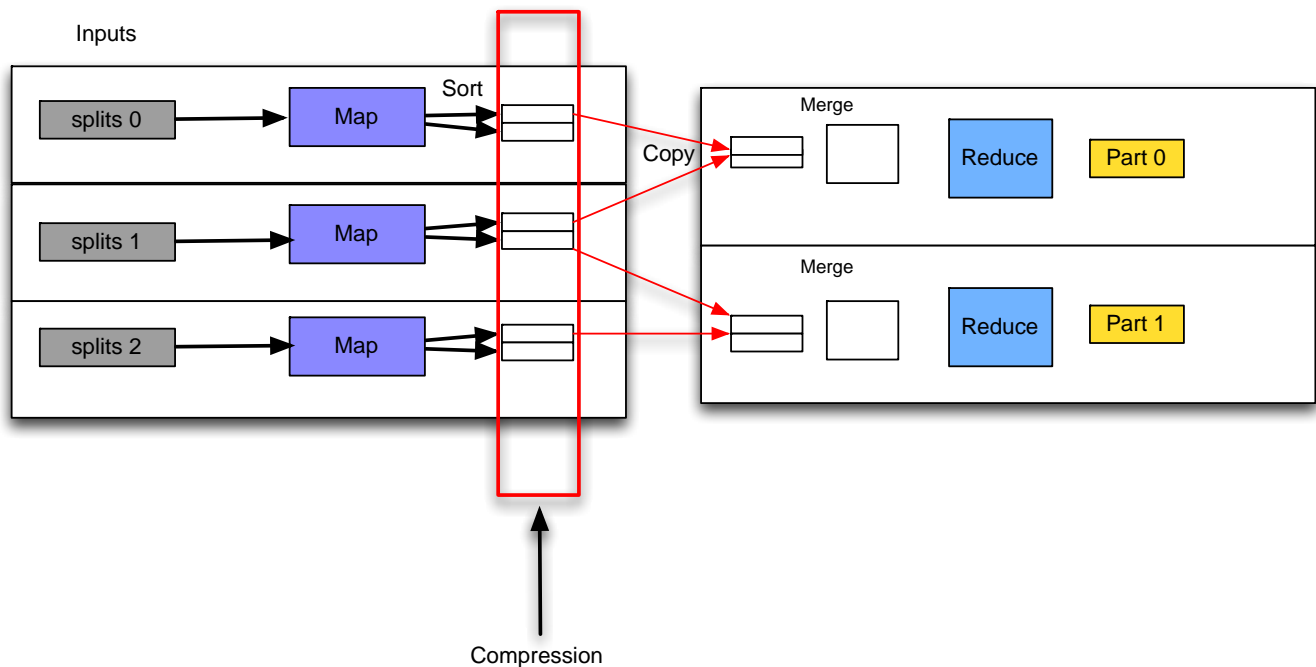 Inputs
splits 0
Map
Sort
splits 1
Map
splits 2
Map
Copy
Merge
Reduce
Part 0
Merge
Reduce
Part 1
Compression